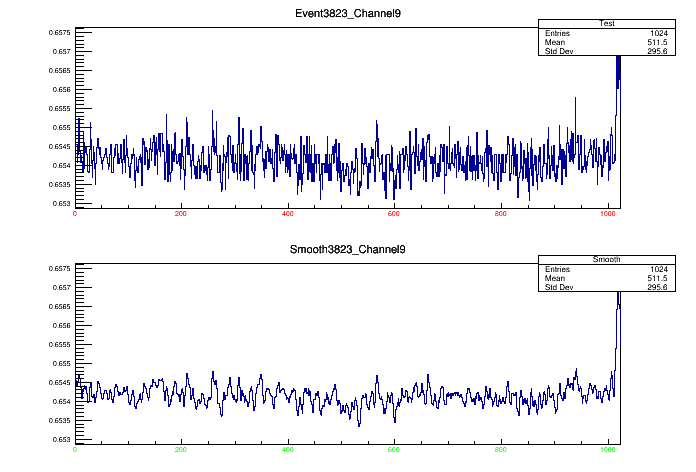 Event3823_Channel9
Test
Entries 1024
Mean 511.5
Std Dev 295.6
0.6575
0.657
0.6565
0.656
0.6555
0.655
0.6545
0.654
0.6535
0.653
0 200 400 600 800 1000
Smooth3823_Channel9
Smooth
Entries 1024
Mean 511.5
Std Dev 295.6
0.6575
0.657
0.6565
0.656
0.6555
0.655
0.6545
0.654
0.6535
0.653
0 200 400 600 800 1000